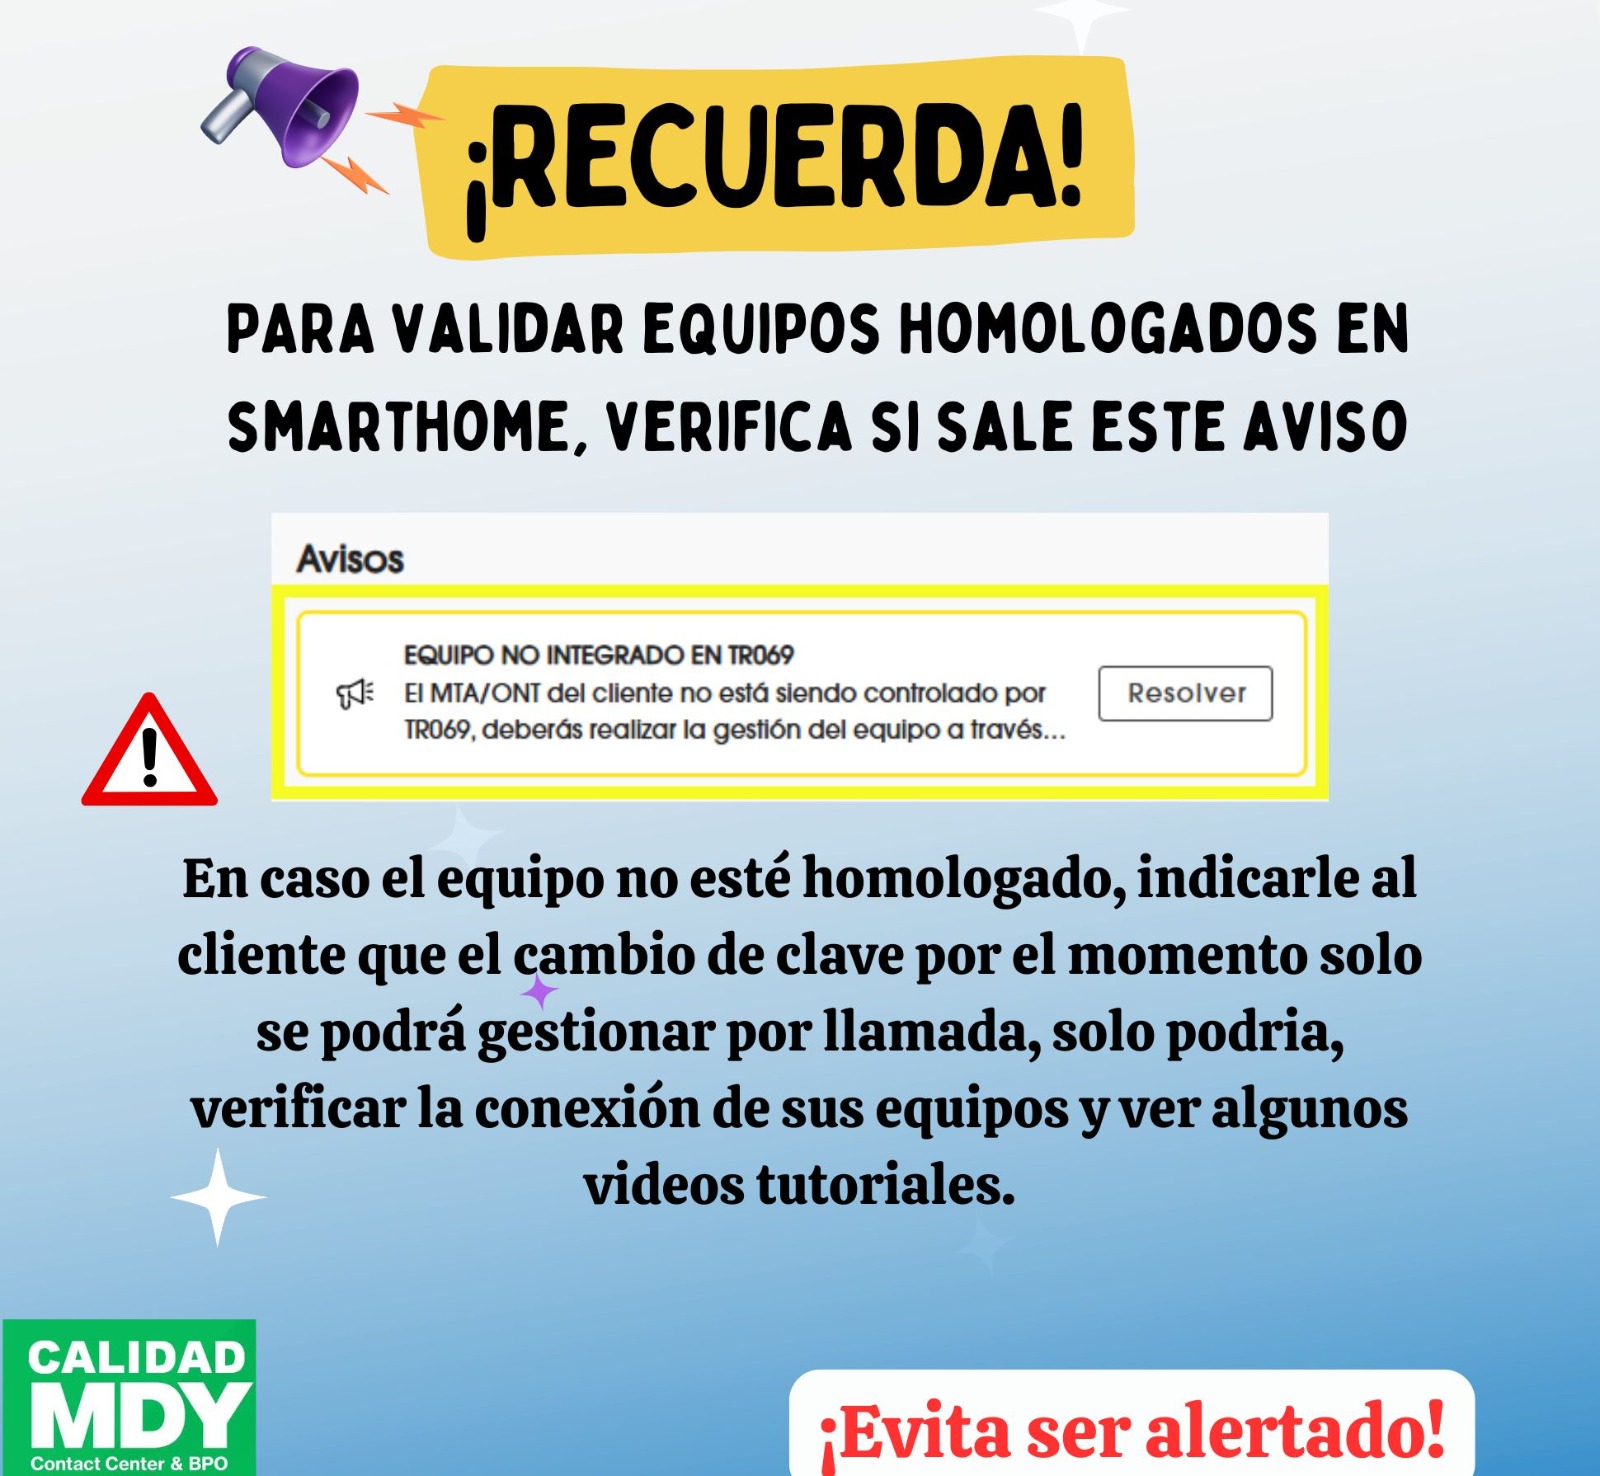 ¡RECUERDA!
PARA VALIDAR EQUIPOS HOMOLOGADOS EN
SMARTHOME, VERIFICA SI SALE ESTE AVISO
Avisos
EQUIPO NO INTEGRADO EN TR069
El MTA/ONT del cliente no está siendo controlado por
TR069, deberás realizar la gestión del equipo a través...
Resolver
En caso el equipo no esté homologado, indicarle al
cliente que el cambio de clave por el momento solo
se podrá gestionar por llamada, solo podria,
verificar la conexión de sus equipos y ver algunos
videos tutoriales.
CALIDAD
MDY
Contact Center & BPO
¡Evita ser alertado!